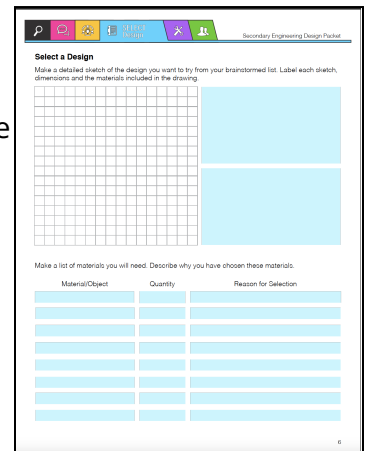 SELECT
Design
Secondary Engineering Design Packet
Select a Design
Make a detailed sketch of the design you want to try from your brainstormed list. Label each sketch,
dimensions and the materials included in the drawing.
e
Make a list of materials you will need. Describe why you have chosen these materials.
Material/Object Quantity Reason for Selection
6